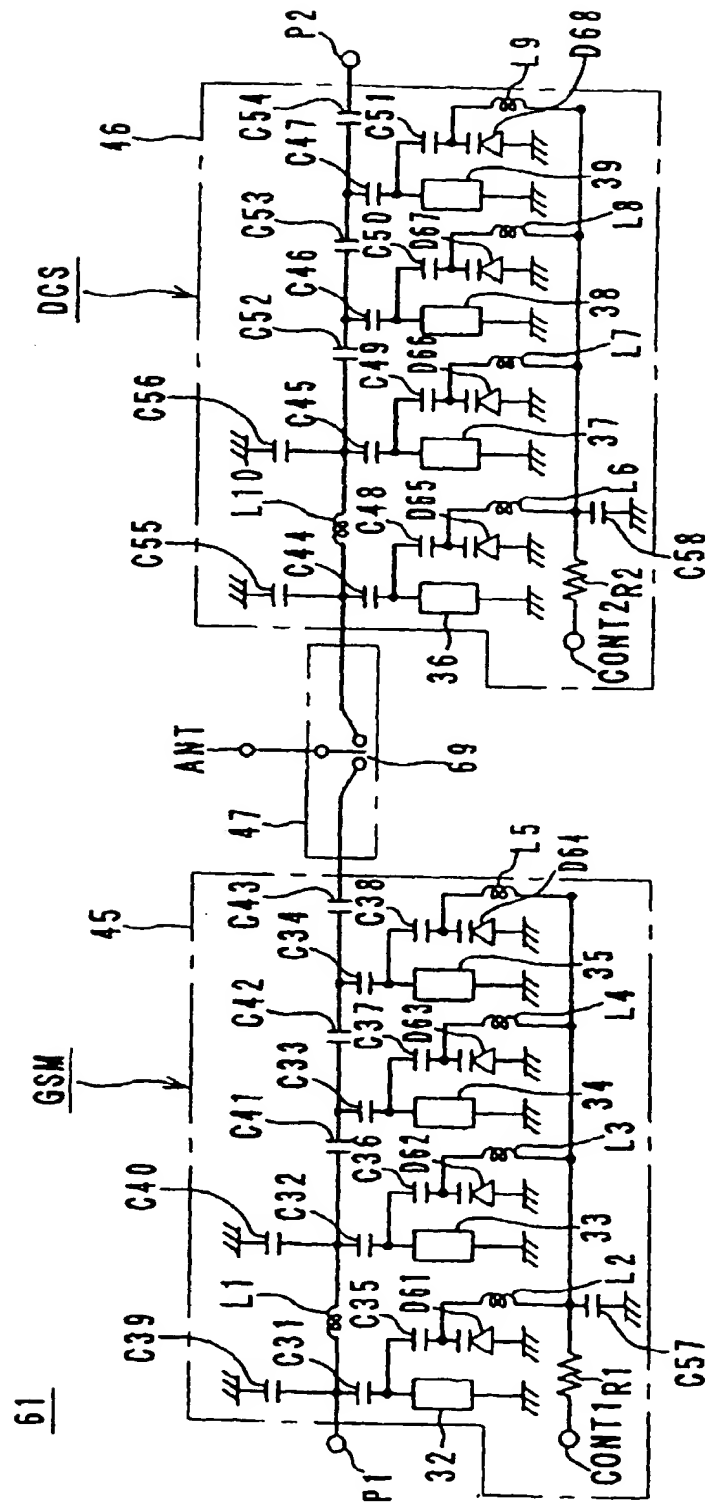 61
GSM
DCS
45
46
47
ANT
69
P1
P2
C39
C40
C41
C42
C43
L1
C31
C32
C33
C34
C35
C36
C37
C38
D61
D62
D63
D64
32
33
34
35
L2
L3
L4
L5
CONT1
R1
C57
C55
C56
C52
C53
C54
L10
C44
C45
C46
C47
C48
C49
C50
C51
D65
D66
D67
D68
36
37
38
39
L6
L7
L8
L9
CONT2
R2
C58